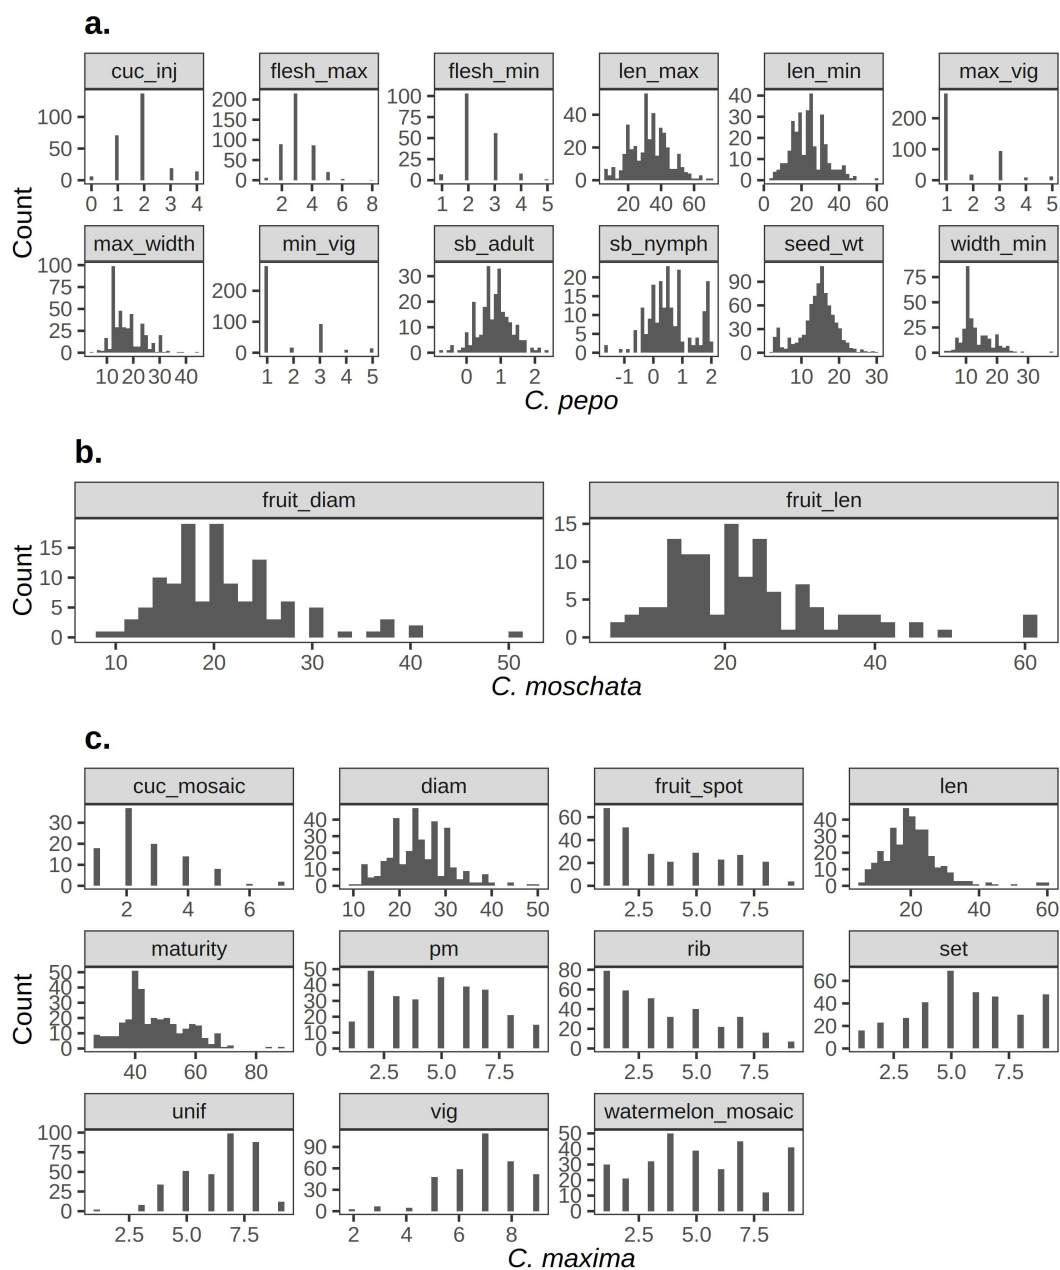 a.
cuc_inj flesh_max flesh_min len_max len_min max_vig
100 50 0 200 150 100 50 0 100 75 50 25 0 40 20 0 40 30 20 10 0 200 100 0
0 1 2 3 4 2 4 6 8 1 2 3 4 5 20 40 60 0 20 40 60 1 2 3 4 5
Count
max_width min_vig sb_adult sb_nymph seed_wt width_min
100 75 50 25 0 200 100 0 30 20 10 0 20 15 10 5 0 90 60 30 0 75 50 25 0
10 20 30 40 1 2 3 4 5 0 1 2 -1 0 1 2 10 20 30 10 20 30
C. pepo
b.
fruit_diam fruit_len
Count
15 10 5 0 15 10 5 0
10 20 30 40 50 20 40 60
C. moschata
c.
cuc_mosaic diam fruit_spot len
30 20 10 0 40 30 20 10 0 60 40 20 0 40 30 20 10 0
2 4 6 10 20 30 40 50 2.5 5.0 7.5 20 40 60
maturity pm rib set
Count
50 40 30 20 10 0 50 40 30 20 10 0 80 60 40 20 0 60 40 20 0
40 60 80 2.5 5.0 7.5 2.5 5.0 7.5 2.5 5.0 7.5
unif vig watermelon_mosaic
100 75 50 25 0 90 60 30 0 50 40 30 20 10 0
2.5 5.0 7.5 2 4 6 8 2.5 5.0 7.5
C. maxima